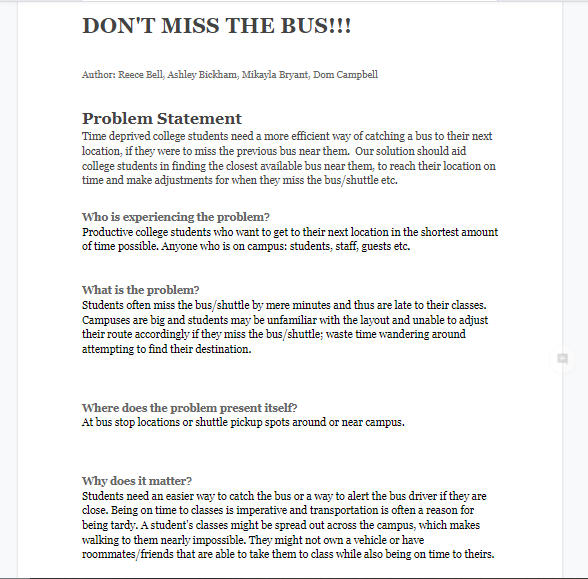 DON'T MISS THE BUS!!!
Author: Reece Bell, Ashley Bickham, Mikayla Bryant, Dom Campbell
Problem Statement
Time deprived college students need a more efficient way of catching a bus to their next
location, if they were to miss the previous bus near them.  Our solution should aid
college students in finding the closest available bus near them, to reach their location on
time and make adjustments for when they miss the bus/shuttle etc.
Who is experiencing the problem?
Productive college students who want to get to their next location in the shortest amount
of time possible. Anyone who is on campus: students, staff, guests etc.
What is the problem?
Students often miss the bus/shuttle by mere minutes and thus are late to their classes.
Campuses are big and students may be unfamiliar with the layout and unable to adjust
their route accordingly if they miss the bus/shuttle; waste time wandering around
attempting to find their destination.
Where does the problem present itself?
At bus stop locations or shuttle pickup spots around or near campus.
Why does it matter?
Students need an easier way to catch the bus or a way to alert the bus driver if they are
close. Being on time to classes is imperative and transportation is often a reason for
being tardy. A student's classes might be spread out across the campus, which makes
walking to them nearly impossible. They might not own a vehicle or have
roommates/friends that are able to take them to class while also being on time to theirs.